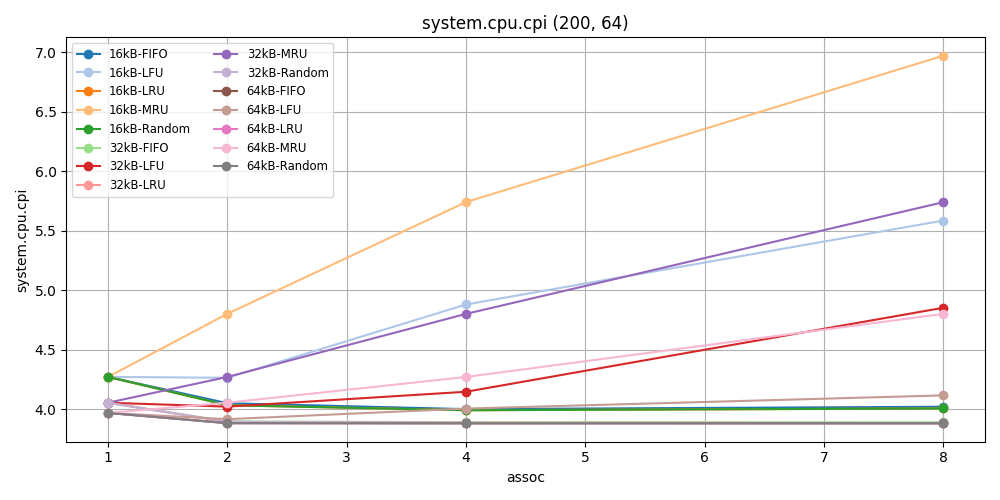 system.cpu.cpi (200, 64)
system.cpu.cpi
7.0
6.5
6.0
5.5
5.0
4.5
4.0
16kB-FIFO
16kB-LFU
16kB-LRU
16kB-MRU
16kB-Random
32kB-FIFO
32kB-LFU
32kB-LRU
32kB-MRU
32kB-Random
64kB-FIFO
64kB-LFU
64kB-LRU
64kB-MRU
64kB-Random
1 2 3 4 5 6 7 8
assoc